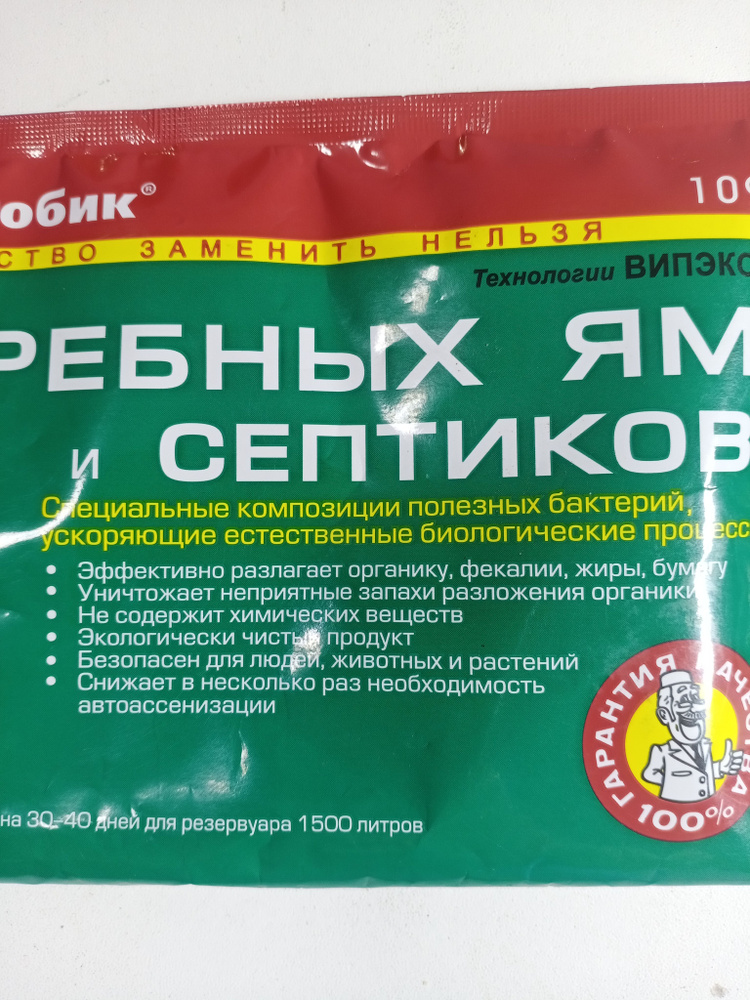 обик®
10
СТВО ЗАМЕНИТЬ НЕЛЬЗЯ
Технологии ВИПЭКО
РЕБНЫХ ЯМ
и СЕПТИКОВ
Специальные композиции полезных бактерий,
ускоряющие естественные биологические процесс
• Эффективно разлагает органику, фекалии, жиры, бумагу
• Уничтожает неприятные запахи разложения органики
• Не содержит химических веществ
• Экологически чистый продукт
• Безопасен для людей, животных и растений
• Снижает в несколько раз необходимость
автоассенизации
ГАРАНТИЯ КАЧЕСТВА
100%
на 30-40 дней для резервуара 1500 литров